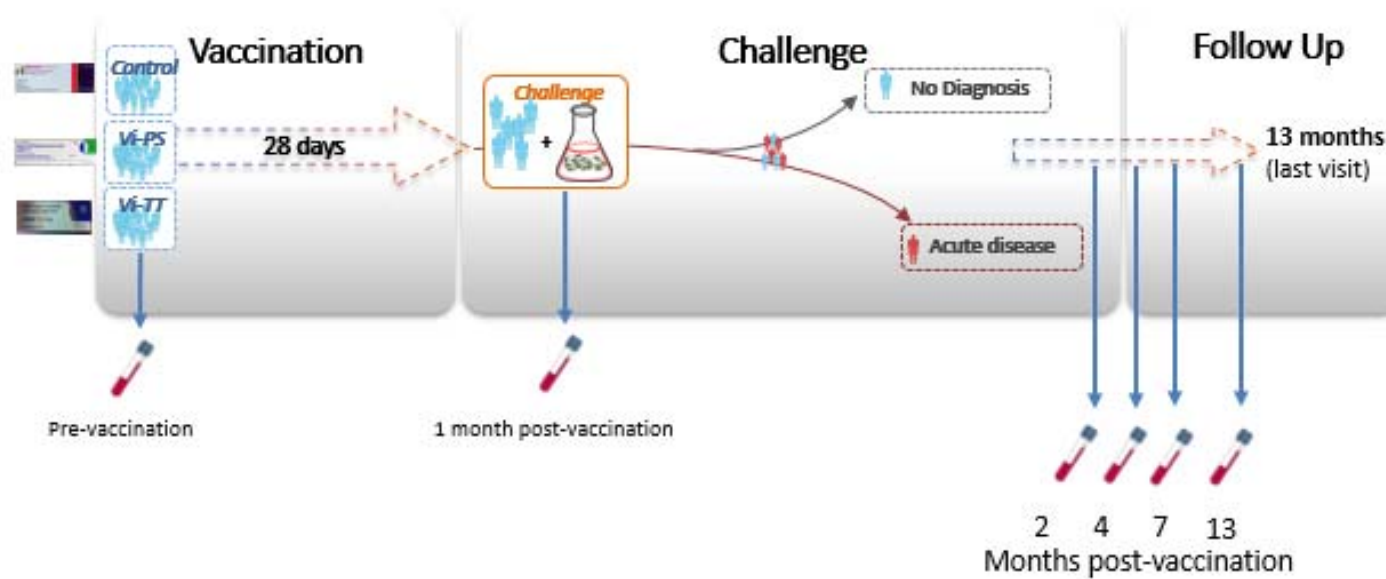 Vaccination
Challenge
Follow Up
Control
Vi-PS
Vi-TT
28 days
Challenge
+
No Diagnosis
Acute disease
13 months
(last visit)
Pre-vaccination
1 month post-vaccination
2 4 7 13
Months post-vaccination